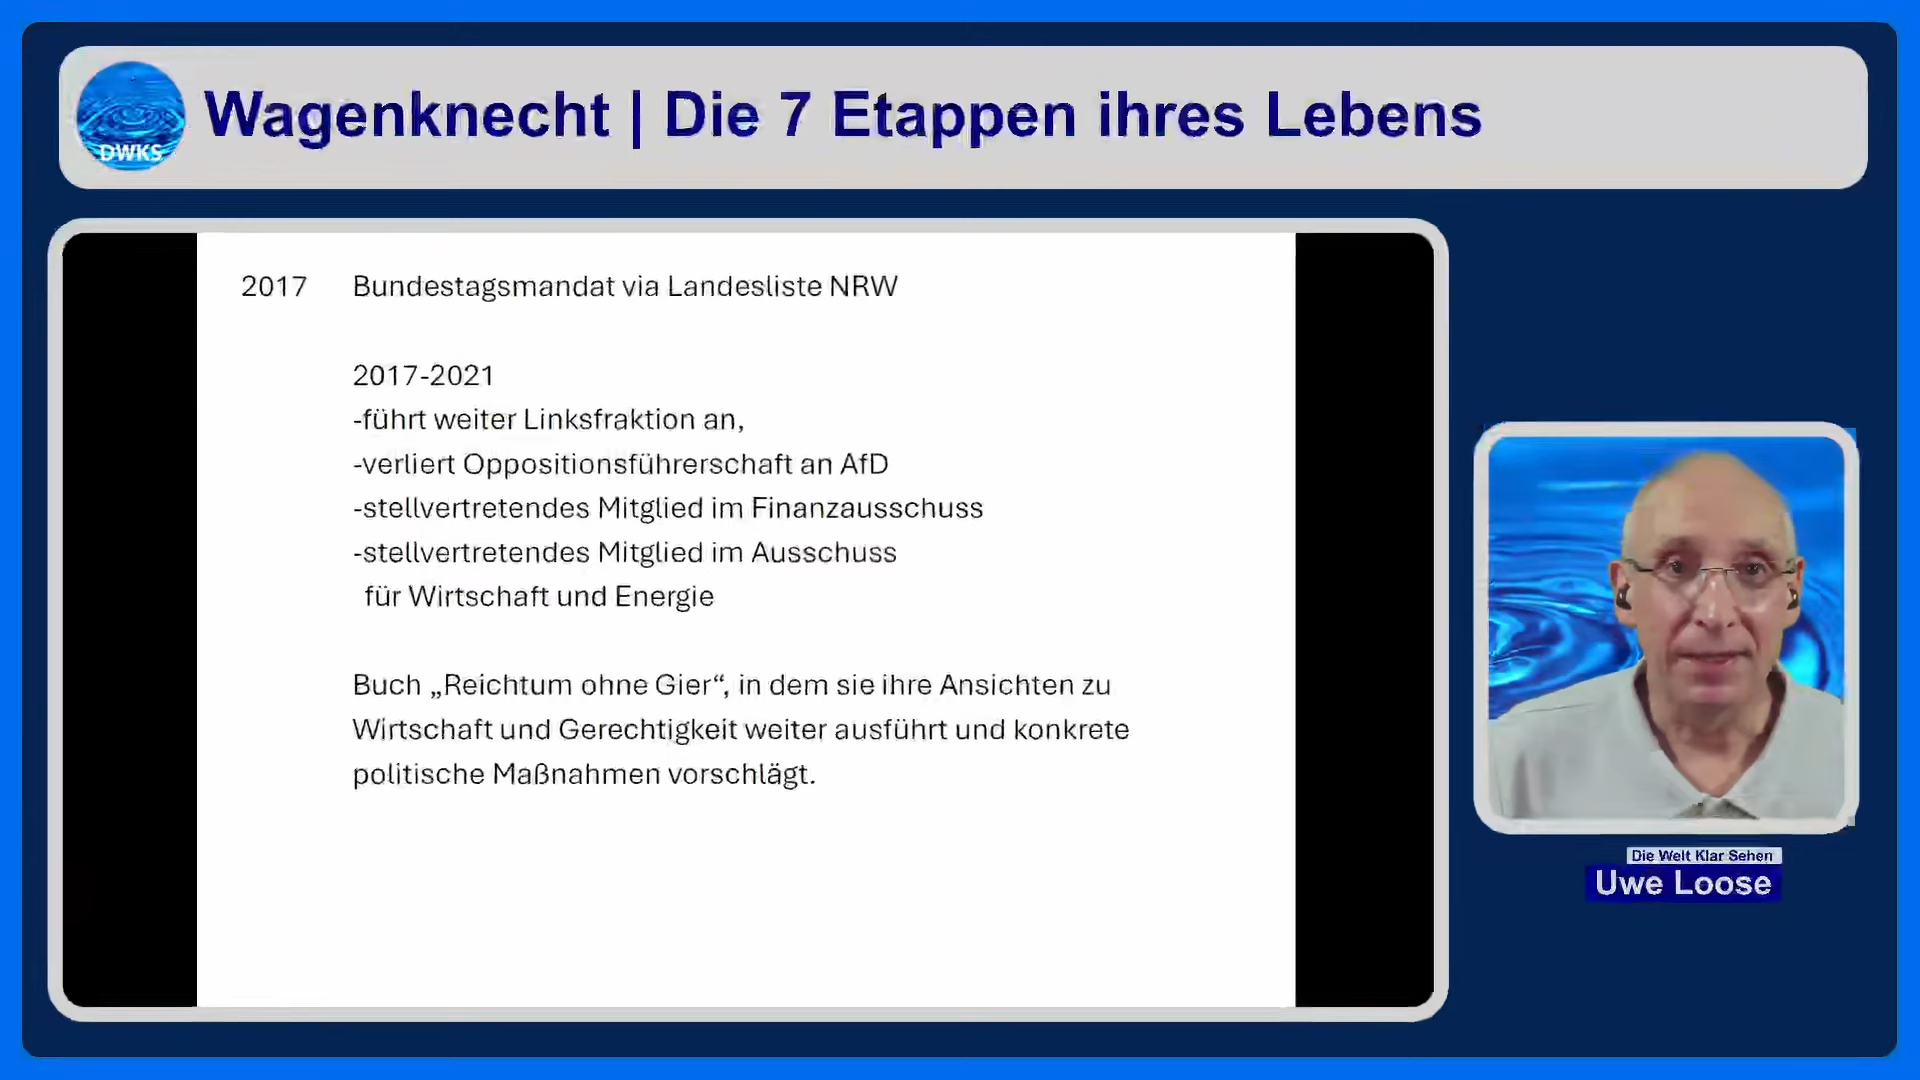 DWKS
Wagenknecht | Die 7 Etappen ihres Lebens
2017 Bundestagsmandat via Landesliste NRW
2017-2021
-führt weiter Linksfraktion an,
-verliert Oppositionsführerschaft an AfD
-stellvertretendes Mitglied im Finanzausschuss
-stellvertretendes Mitglied im Ausschuss
für Wirtschaft und Energie
Buch „Reichtum ohne Gier“, in dem sie ihre Ansichten zu
Wirtschaft und Gerechtigkeit weiter ausführt und konkrete
politische Maßnahmen vorschlägt.
Die Welt Klar Sehen
Uwe Loose